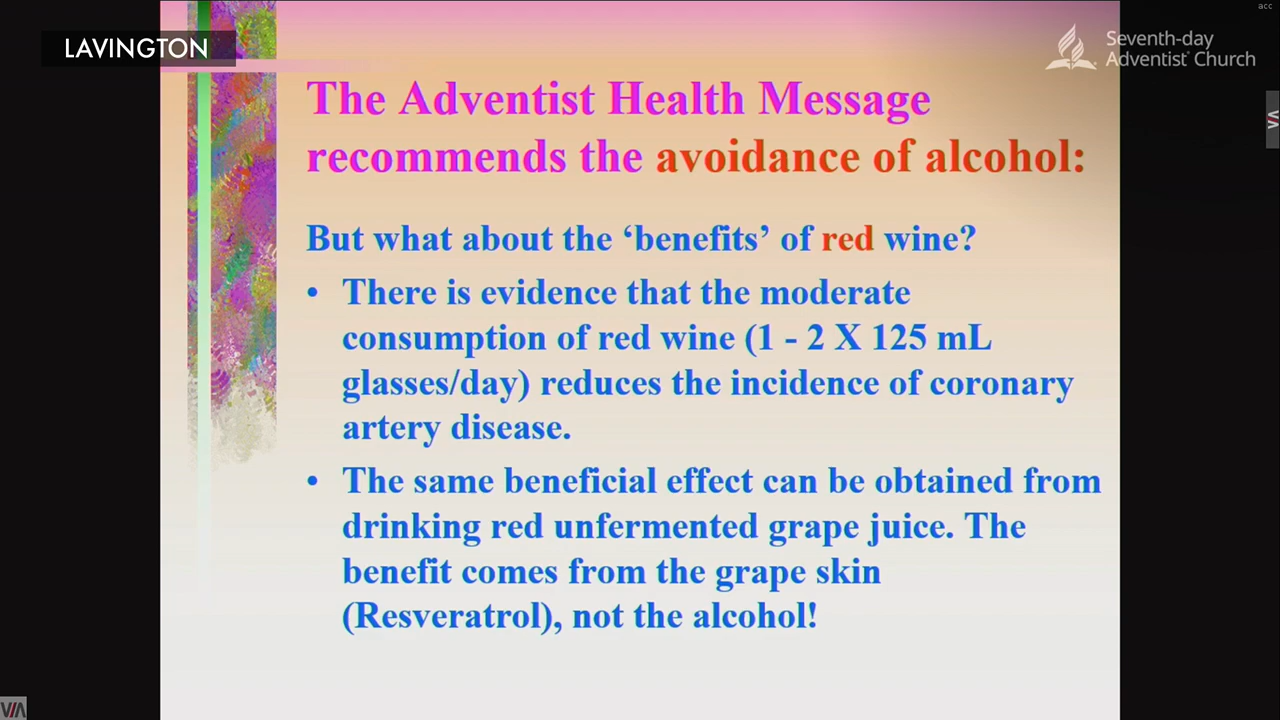 acc
LAVINGTON
Seventh-day
Adventist® Church
The Adventist Health Message
recommends the avoidance of alcohol:
But what about the ‘benefits’ of red wine?
• There is evidence that the moderate
consumption of red wine (1 - 2 X 125 mL
glasses/day) reduces the incidence of coronary
artery disease.
• The same beneficial effect can be obtained from
drinking red unfermented grape juice. The
benefit comes from the grape skin
(Resveratrol), not the alcohol!
VIA